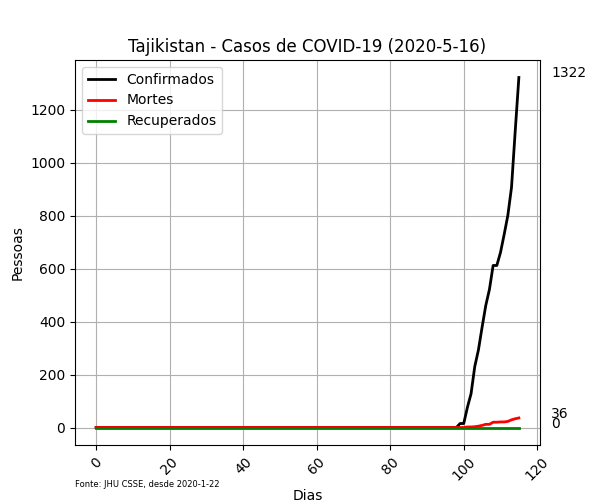 Tajikistan - Casos de COVID-19 (2020-5-16)
Confirmados
Mortes
Recuperados
1322
36
0
Pessoas
1200
1000
800
600
400
200
0
0 20 40 60 80 100 120
Fonte: JHU CSSE, desde 2020-1-22
Dias